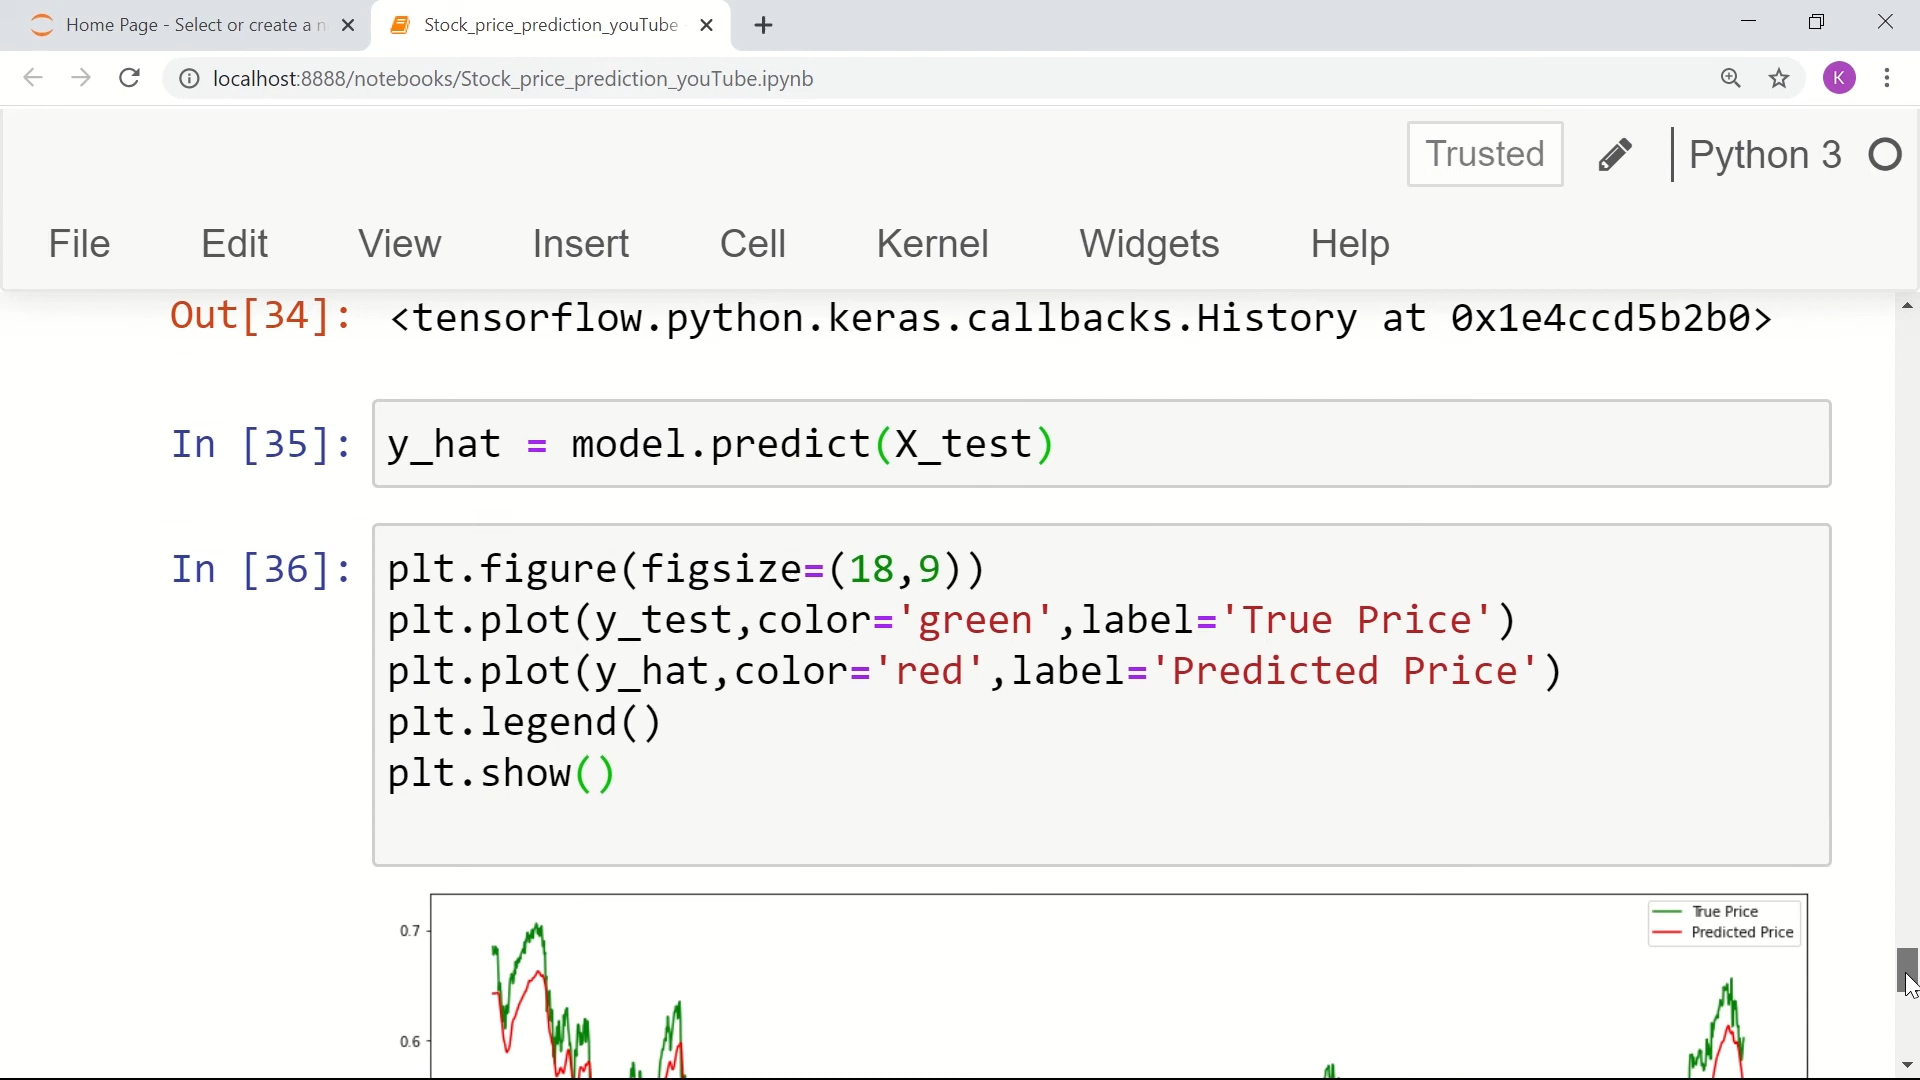 Home Page - Select or create a n
Stock_price_prediction_youTube
localhost:8888/notebooks/Stock_price_prediction_youTube.ipynb
K
Trusted
Python 3
File Edit View Insert Cell Kernel Widgets Help
Out[34]: <tensorflow.python.keras.callbacks.History at 0x1e4ccd5b2b0>
In [35]: y_hat = model.predict(X_test)
In [36]: plt.figure(figsize=(18,9))
plt.plot(y_test,color='green',label='True Price')
plt.plot(y_hat,color='red',label='Predicted Price')
plt.legend()
plt.show()
True Price
Predicted Price
0.7
0.6